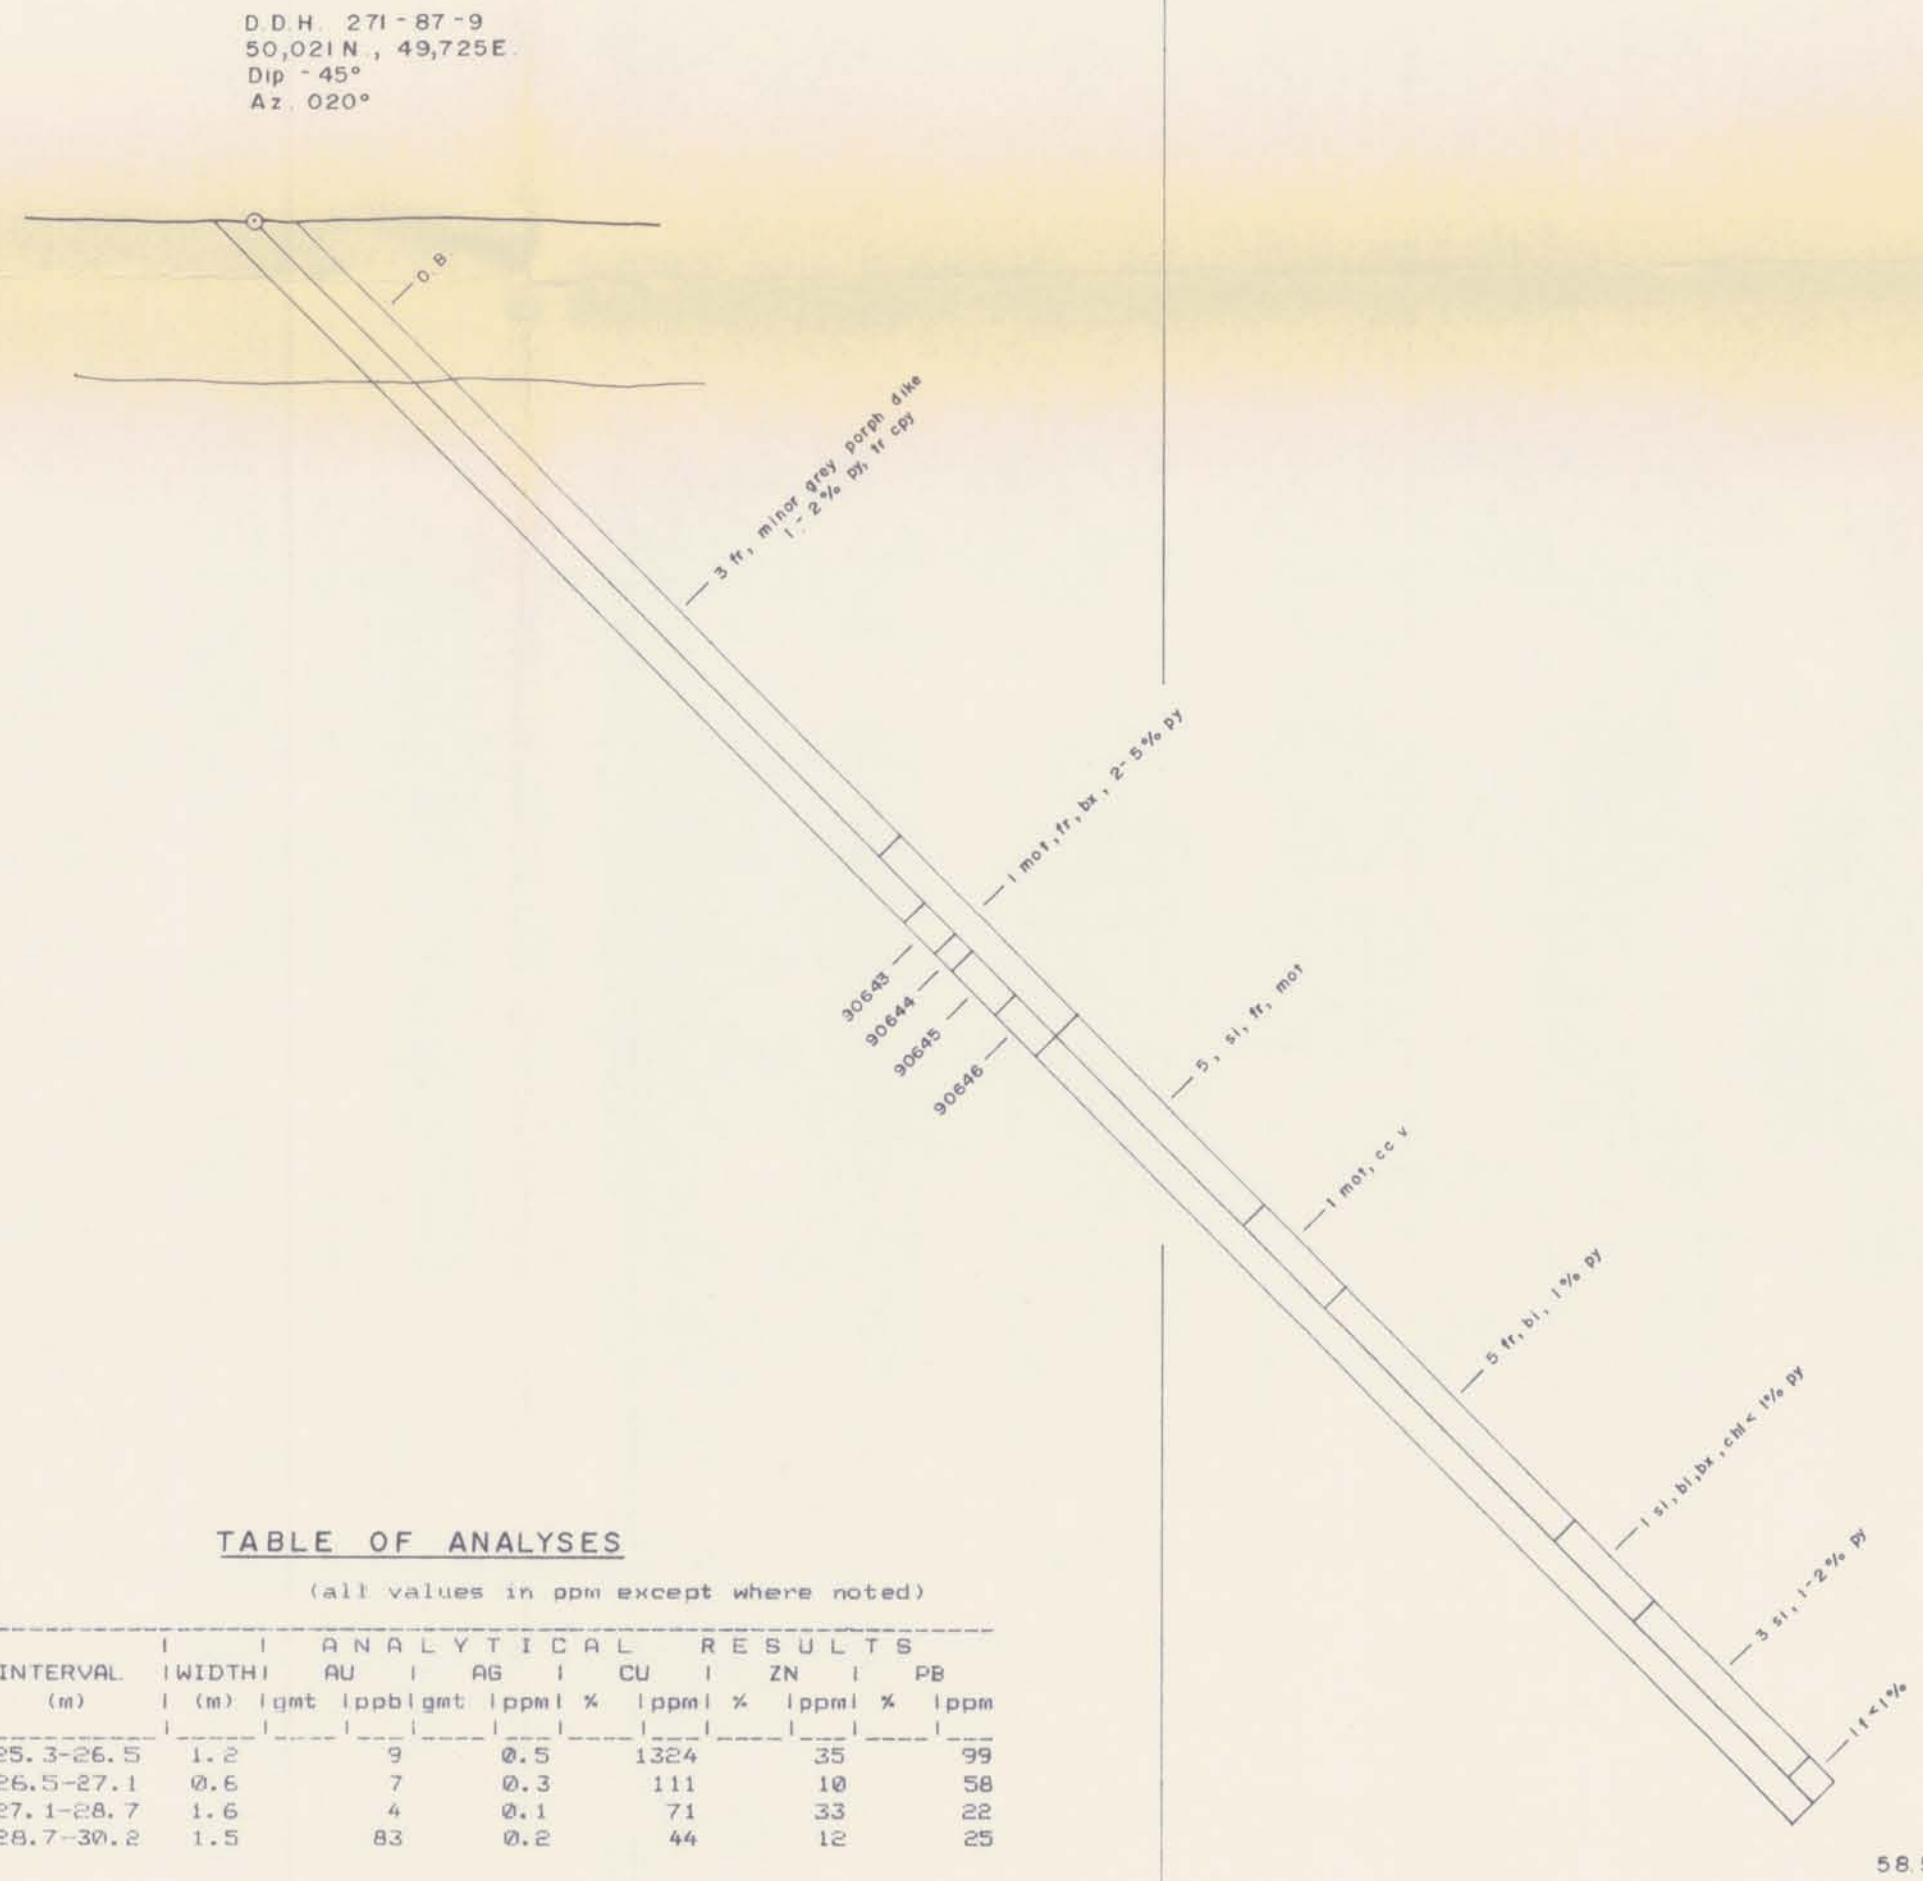 D.D.H. 271-87-9
50,021N., 49,725E.
Dip -45°
Az. 020°
O.B.
3 fr, minor grey porph dike
1-2% py, tr cpy
1 mot, fr, bx, 2-5% py
90643
90644
90645
90646
5, si, fr, mot
1 mot, cc v
5 fr, bi, 1% py
1 si, bi, bx, chl < 1% py
3 si, 1-2% py
<1%
58.5
TABLE OF ANALYSES
(all values in ppm except where noted)
ANALYTICAL RESULTS
INTERVAL WIDTH AU AG CU ZN PB
(m) (m) gmt ppb gmt ppm % ppm % ppm % ppm
25.3-26.5 1.2 9 0.5 1324 35 99
26.5-27.1 0.6 7 0.3 111 10 58
27.1-28.7 1.6 4 0.1 71 33 22
28.7-30.2 1.5 83 0.2 44 12 25